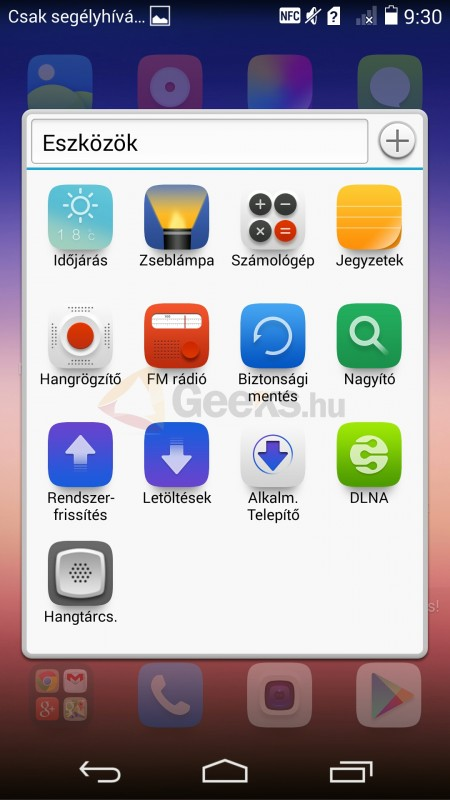 Csak segélyhívá...
NFC
9:30
Eszközök
18c
Időjárás
Zseblámpa
Számológép
Jegyzetek
Hangrögzítő
FM rádió
Biztonsági
mentés
Nagyító
Geexs.hu
Rendszer-
frissítés
Letöltések
Alkalm.
Telepítő
DLNA
Hangtárcs.
s!